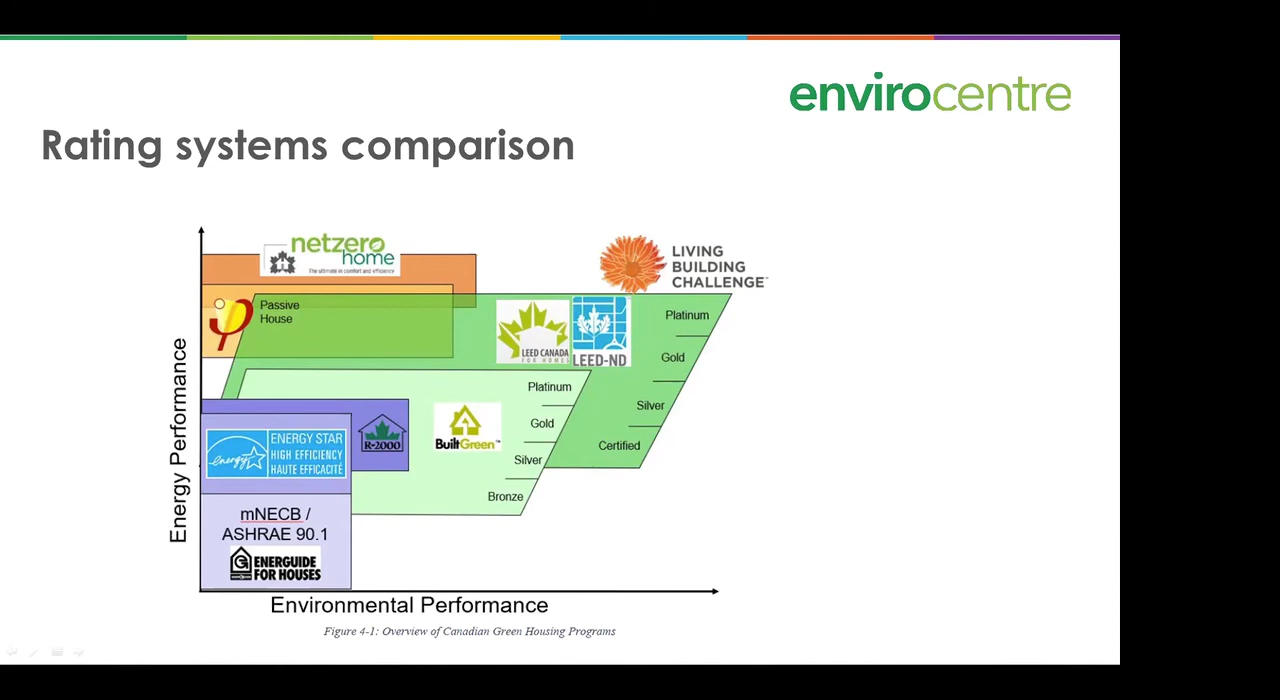 envirocentre
Rating systems comparison
netzero
home
The ultimate in comfort and efficiency
LIVING
BUILDING
CHALLENGE
Passive
House
LEED CANADA
FOR HOMES
LEED-ND
Platinum
Gold
Silver
Certified
Platinum
Gold
Silver
Bronze
BuiltGreen™
R-2000
energy
ENERGY STAR
HIGH EFFICIENCY
HAUTE EFFICACITÉ
mNECB /
ASHRAE 90.1
ENERGUIDE
FOR HOUSES
Energy Performance
Environmental Performance
Figure 4-1: Overview of Canadian Green Housing Programs